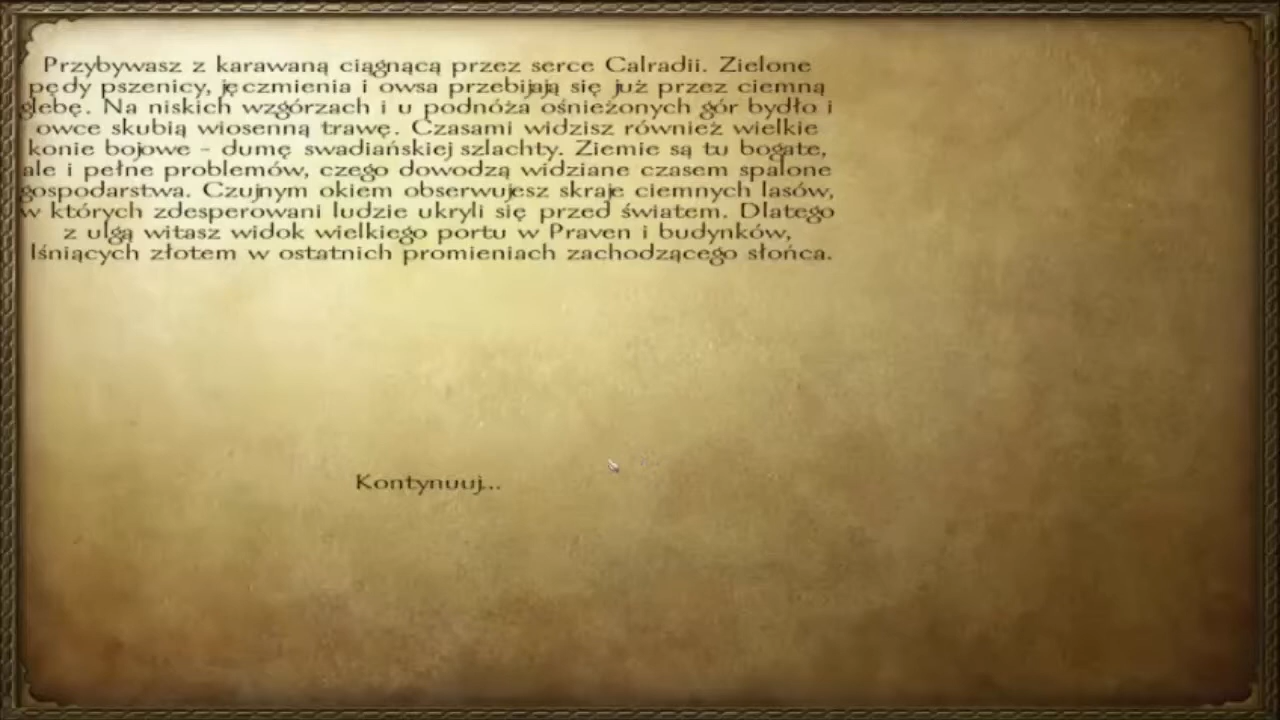 Przybywasz z karawaną ciągnącą przez serce Calradii. Zielone
pędy pszenicy, jęczmienia i owsa przebijają się już przez ciemną
glebę. Na niskich wzgórzach i u podnóża ośnieżonych gór bydło i
owce skubią wiosenną trawę. Czasami widzisz również wielkie
konie bojowe - dumę swadiańskiej szlachty. Ziemie są tu bogate,
ale i pełne problemów, czego dowodzą widziane czasem spalone
gospodarstwa. Czujnym okiem obserwujesz skraje ciemnych lasów,
w których zdesperowani ludzie ukryli się przed światem. Dlatego
z ulgą witasz widok wielkiego portu w Praven i budynków,
lśniących złotem w ostatnich promieniach zachodzącego słońca.
Kontynuuj...